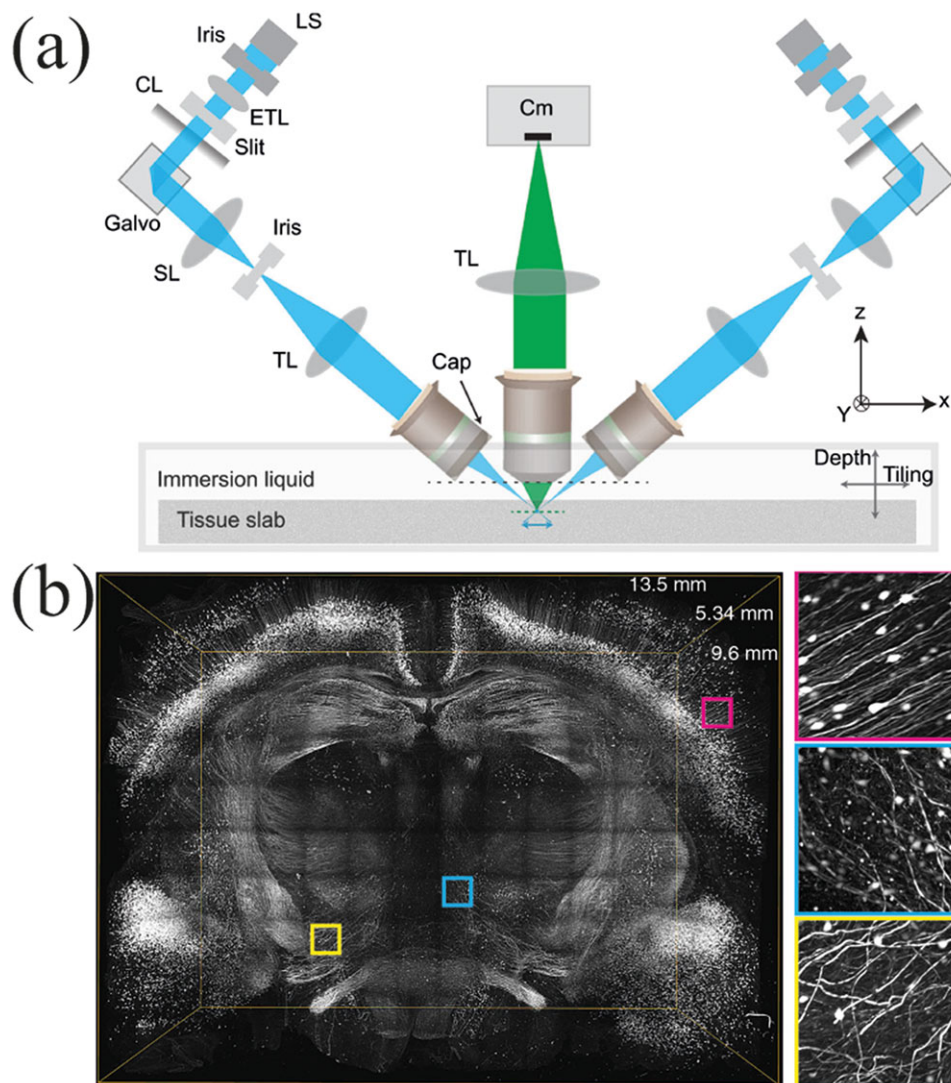 (a)
LS
Iris
CL
ETL
Slit
Galvo
Iris
SL
TL
Cap
Cm
TL
z
Y
x
Immersion liquid
Depth
Tiling
Tissue slab
(b)
13.5 mm
5.34 mm
9.6 mm